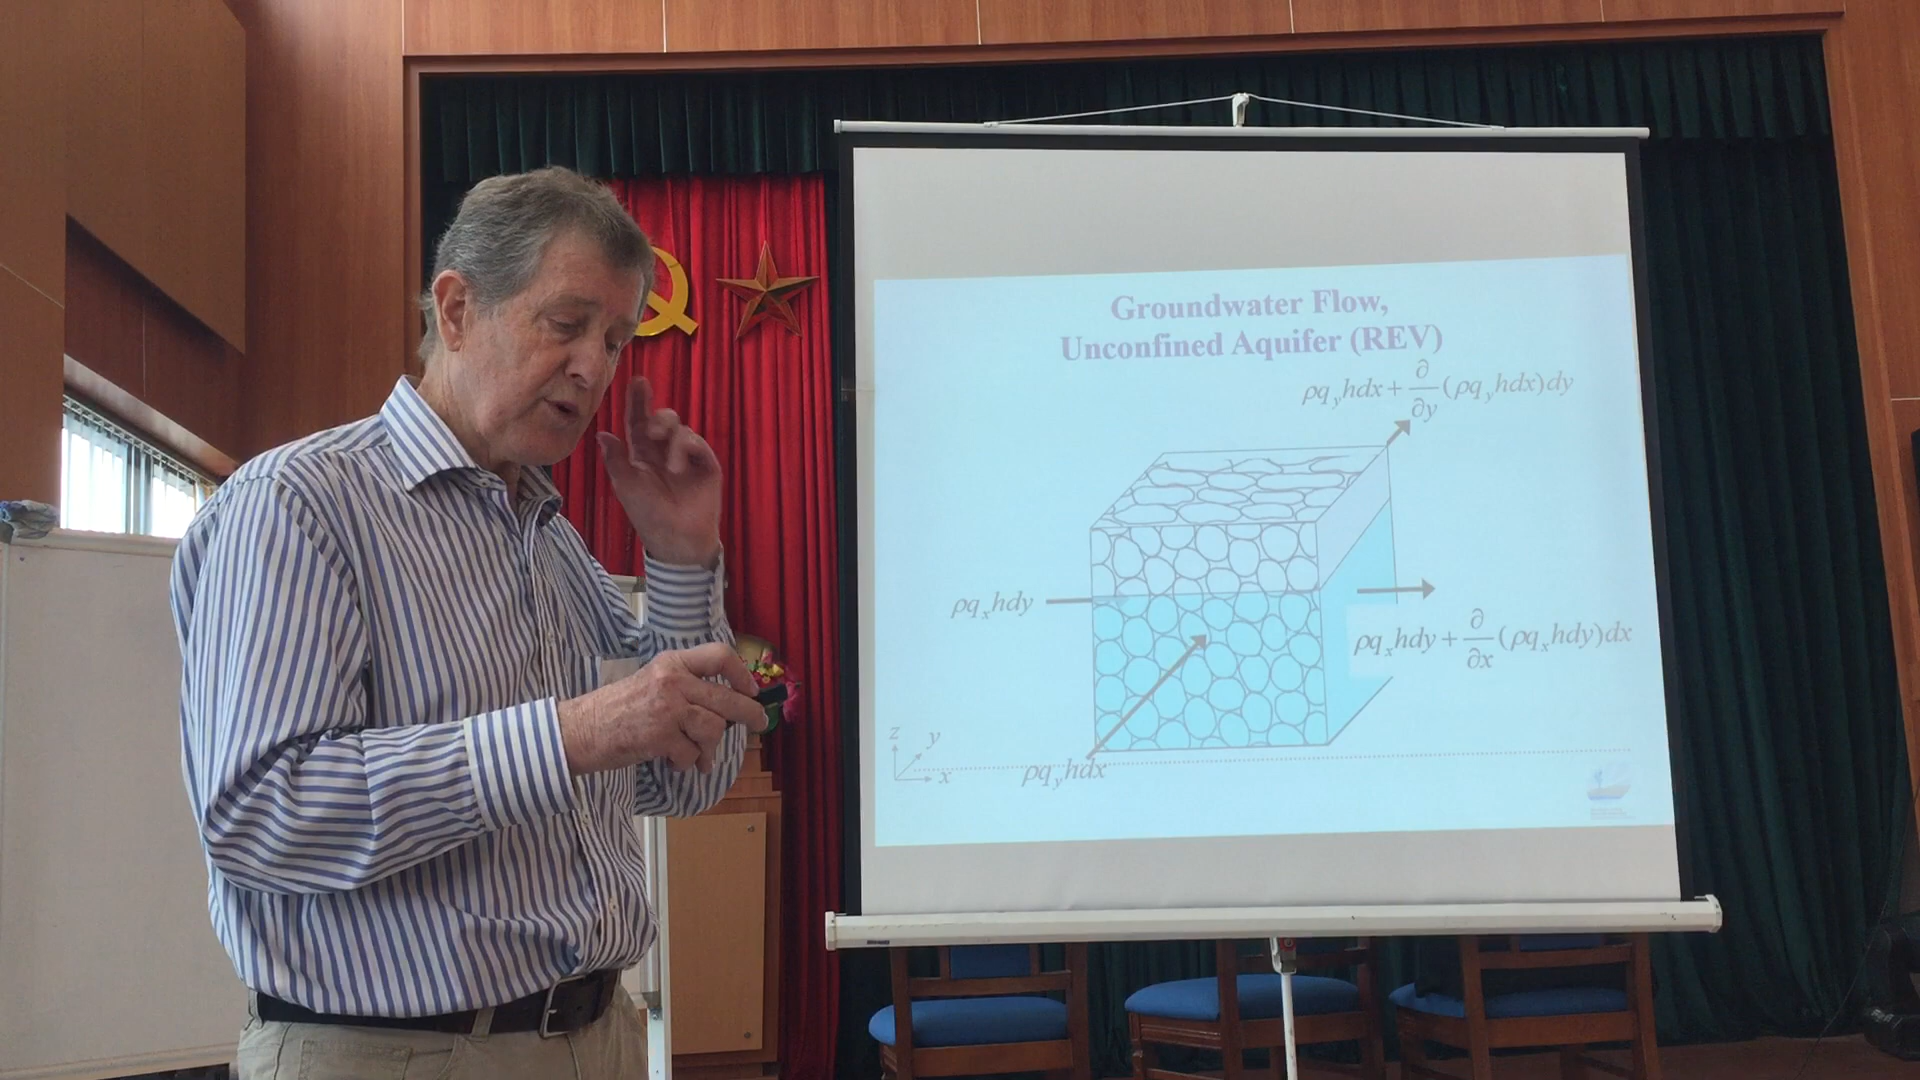 Groundwater Flow,
Unconfined Aquifer (REV)
ρq_y hdx + ∂/∂y (ρq_y hdx)dy
ρq_x hdy
ρq_x hdy + ∂/∂x (ρq_x hdy)dx
z
y
x
ρq_y hdx